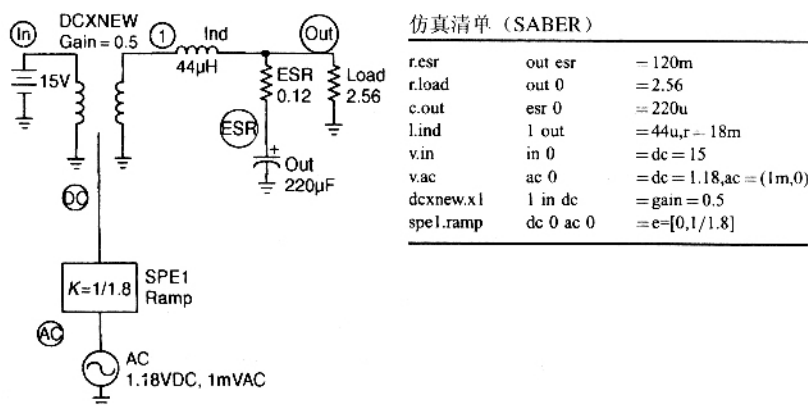 DCXNEW
Gain = 0.5
In
1
Ind
44μH
Out
15V
ESR
0.12
Load
2.56
ESR
+
Out
220μF
DC
K=1/1.8
SPE1
Ramp
AC
AC
1.18VDC, 1mVAC
仿真清单（SABER）
r.esr out esr =120m
r.load out 0 =2.56
c.out esr 0 =220u
l.ind 1 out =44u,r=18m
v.in in 0 =dc=15
v.ac ac 0 =dc=1.18,ac=(1m,0)
dcxnew.x1 1 in dc =gain=0.5
spe1.ramp dc 0 ac 0 =e=[0,1/1.8]